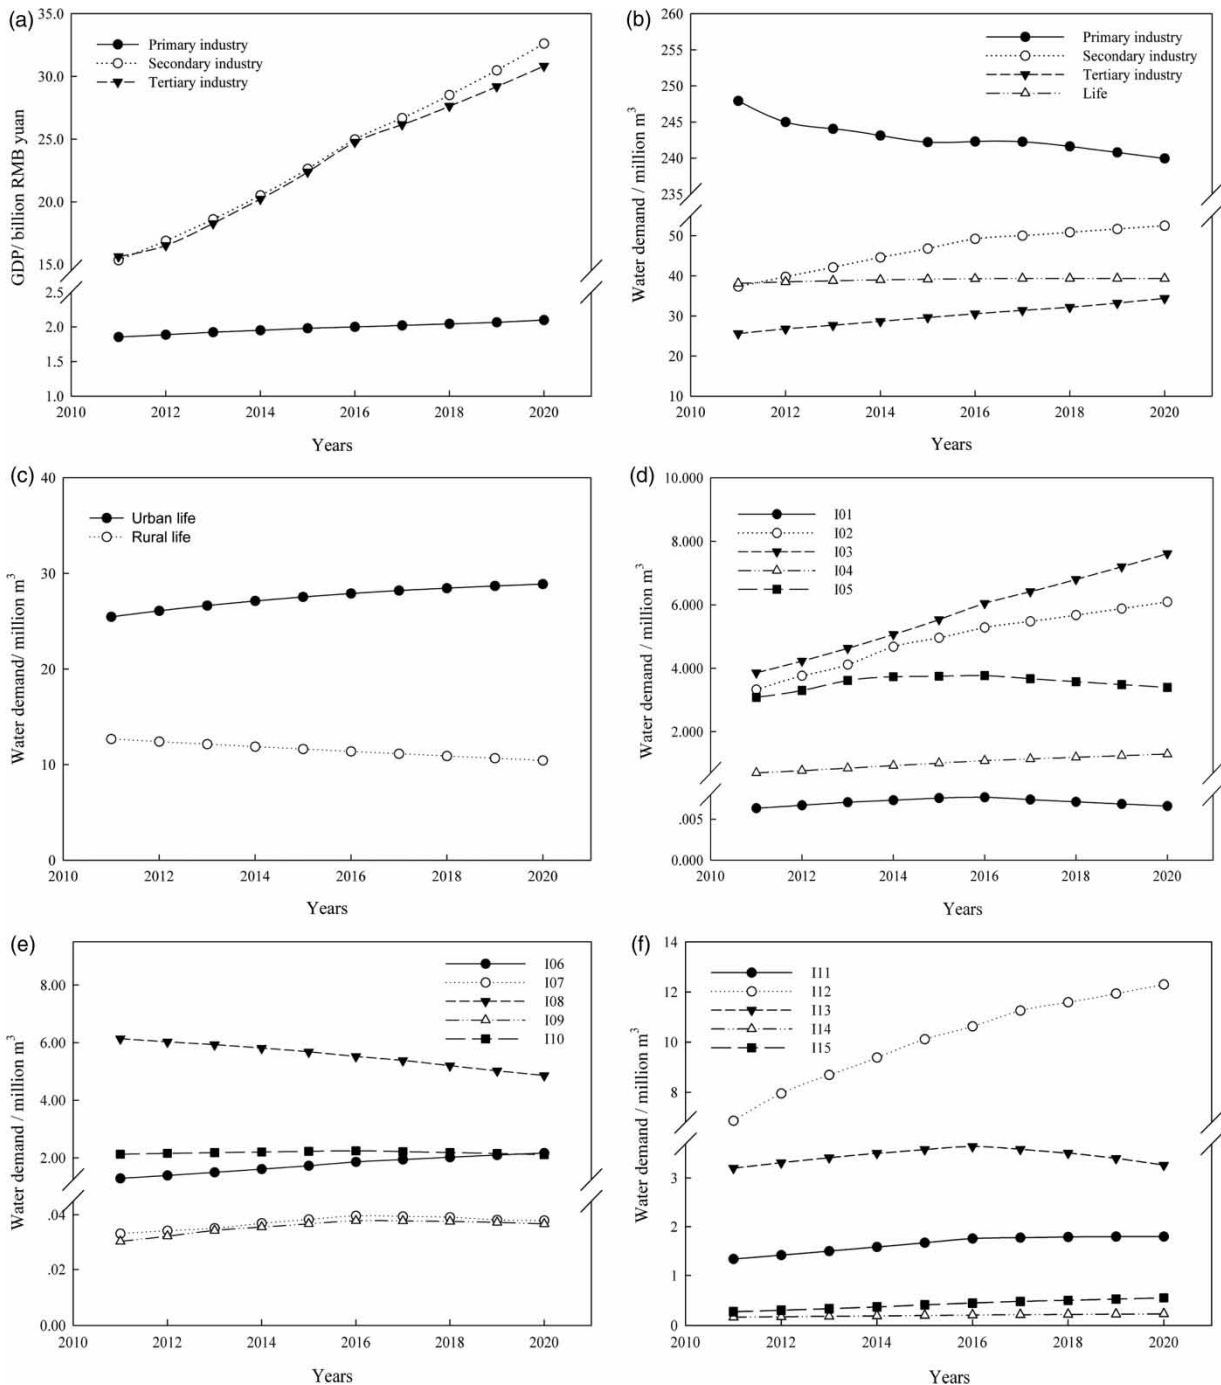 (a)
35.0
30.0
25.0
20.0
15.0
2.5
2.0
1.5
1.0
GDP/ billion RMB yuan
Primary industry
Secondary industry
Tertiary industry
2010 2012 2014 2016 2018 2020
Years
(b)
260
255
250
245
240
235
50
40
30
20
10
Water demand / million m³
Primary industry
Secondary industry
Tertiary industry
Life
2010 2012 2014 2016 2018 2020
Years
(c)
40
30
20
10
0
Water demand/ million m³
Urban life
Rural life
2010 2012 2014 2016 2018 2020
Years
(d)
10.000
8.000
6.000
4.000
2.000
.005
0.000
Water demand / million m³
I01
I02
I03
I04
I05
2010 2012 2014 2016 2018 2020
Years
(e)
8.00
6.00
4.00
2.00
.04
.02
0.00
Water demand / million m³
I06
I07
I08
I09
I10
2010 2012 2014 2016 2018 2020
Years
(f)
14
12
10
8
3
2
1
0
Water demand / million m³
I11
I12
I13
I14
I15
2010 2012 2014 2016 2018 2020
Years